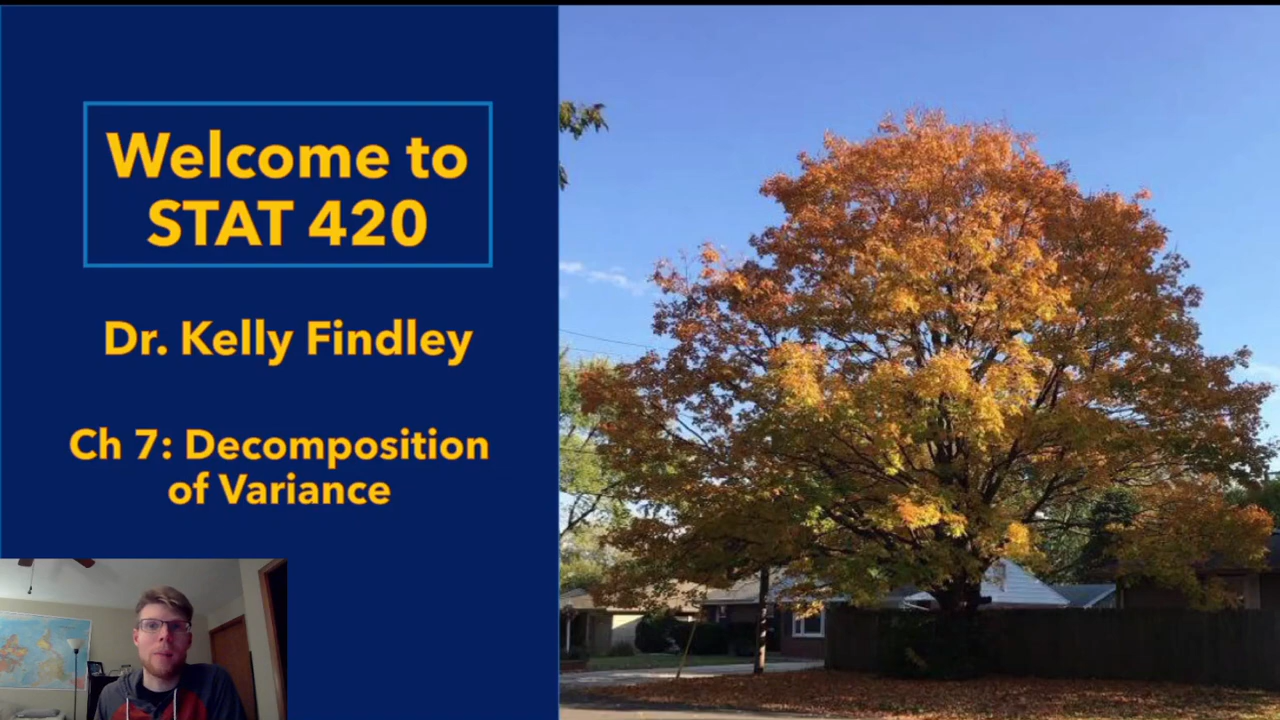 Welcome to
STAT 420
Dr. Kelly Findley
Ch 7: Decomposition
of Variance